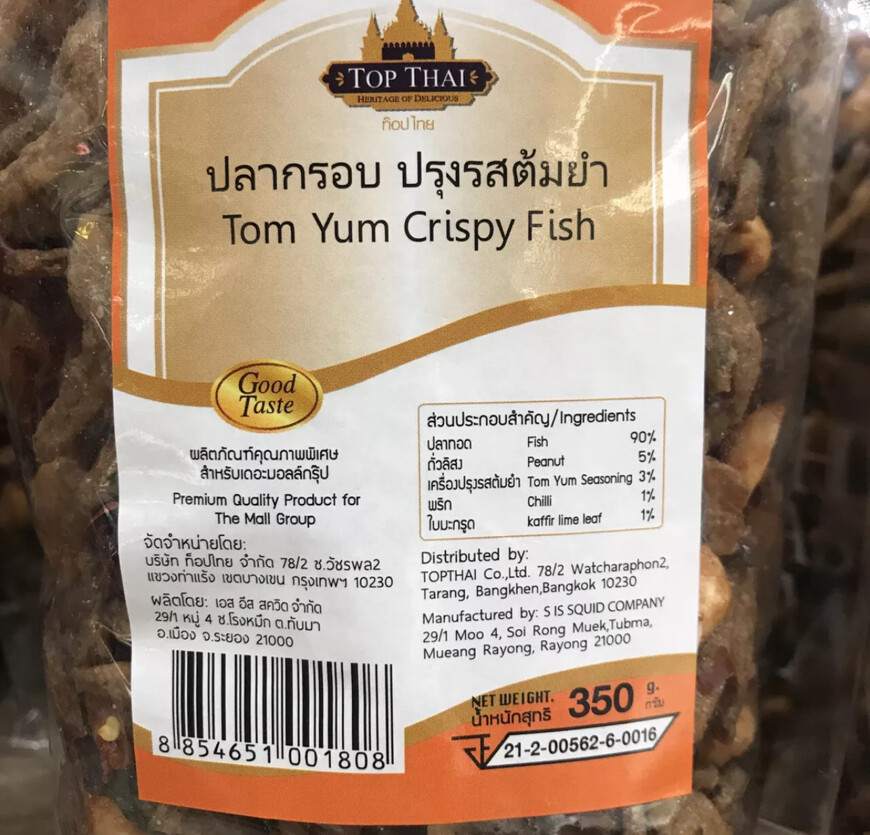 TOP THAI
HERITAGE OF DELICIOUS
ท็อปไทย
ปลากรอบ ปรุงรสต้มยำ
Tom Yum Crispy Fish
Good
Taste
ผลิตภัณฑ์คุณภาพพิเศษ
สำหรับเดอะมอลล์กรุ๊ป
Premium Quality Product for
The Mall Group
จัดจำหน่ายโดย:
บริษัท ท็อปไทย จำกัด 78/2 ซ.วัชรพล2
แขวงท่าแร้ง เขตบางเขน กรุงเทพฯ 10230
ผลิตโดย: เอส อีส สควิด จำกัด
29/1 หมู่ 4 ซ.โรงหมึก ต.ทับมา
อ.เมือง จ.ระยอง 21000
8 854651 001808
ส่วนประกอบสำคัญ/Ingredients
ปลาทอด Fish 90%
ถั่วลิสง Peanut 5%
เครื่องปรุงรสต้มยำ Tom Yum Seasoning 3%
พริก Chilli 1%
ใบมะกรูด kaffir lime leaf 1%
Distributed by:
TOPTHAI Co.,Ltd. 78/2 Watcharaphon2,
Tarang, Bangkhen,Bangkok 10230
Manufactured by: S IS SQUID COMPANY
29/1 Moo 4, Soi Rong Muek,Tubma,
Mueang Rayong, Rayong 21000
NET WEIGHT. 350 g.
น้ำหนักสุทธิ กรัม
21-2-00562-6-0016